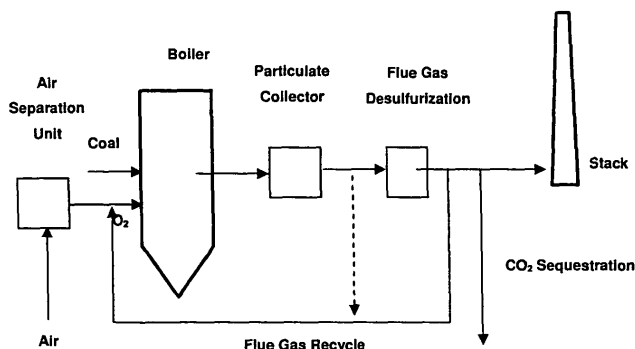 Boiler
Air
Separation
Unit
Particulate
Collector
Flue Gas
Desulfurization
Coal
Stack
O₂
CO₂ Sequestration
Air
Flue Gas Recycle